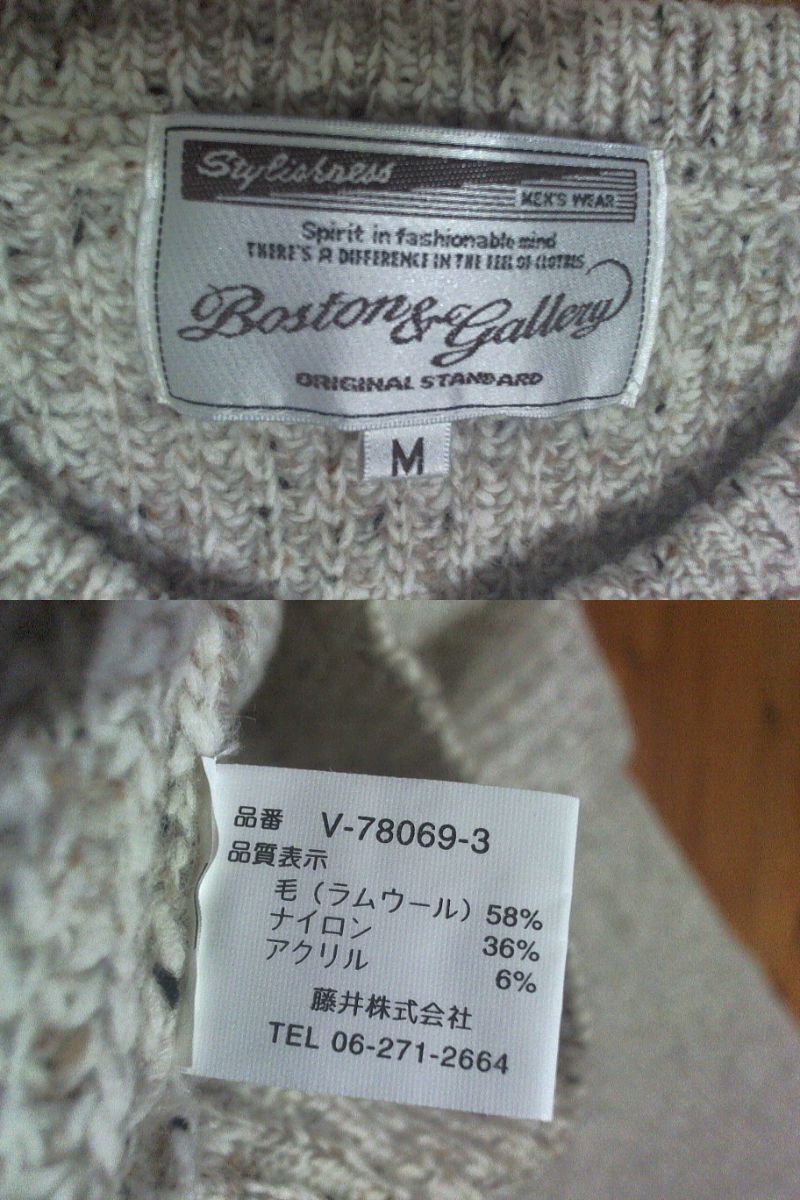 Stylishness
MEN'S WEAR
Spirit in fashionable mind
THERE'S A DIFFERENCE IN THE FEEL OF CLOTHES
Boston & Gallery
ORIGINAL STANDARD
M
品番 V-78069-3
品質表示
毛（ラムウール）58%
ナイロン 36%
アクリル 6%
藤井株式会社
TEL 06-271-2664